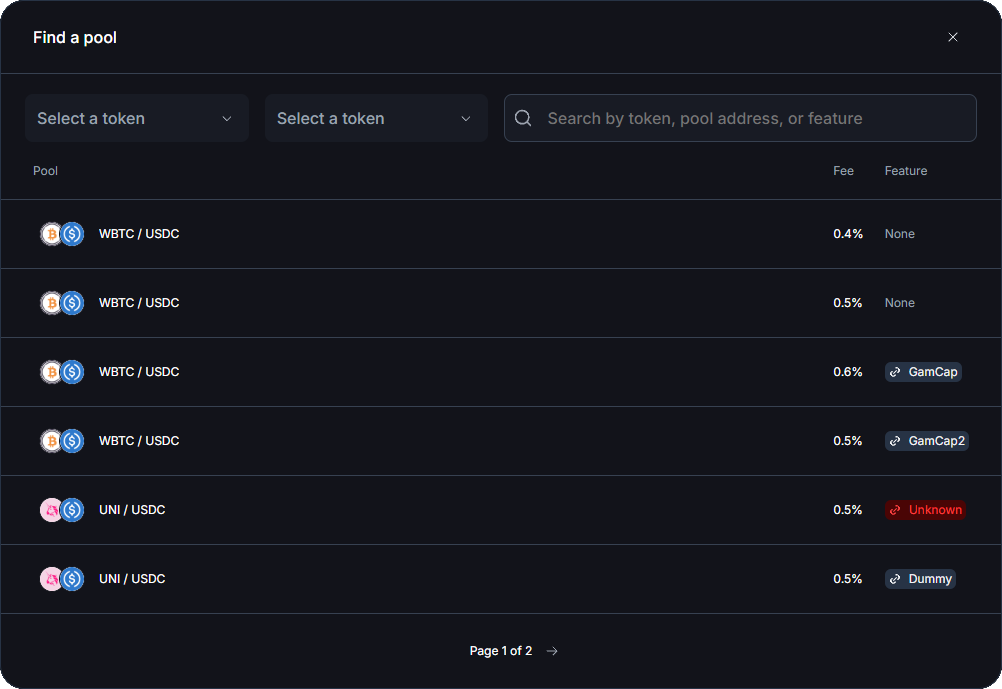 Find a pool
Select a token
Select a token
Search by token, pool address, or feature
Pool Fee Feature
WBTC / USDC 0.4% None
WBTC / USDC 0.5% None
WBTC / USDC 0.6% GamCap
WBTC / USDC 0.5% GamCap2
UNI / USDC 0.5% Unknown
UNI / USDC 0.5% Dummy
Page 1 of 2